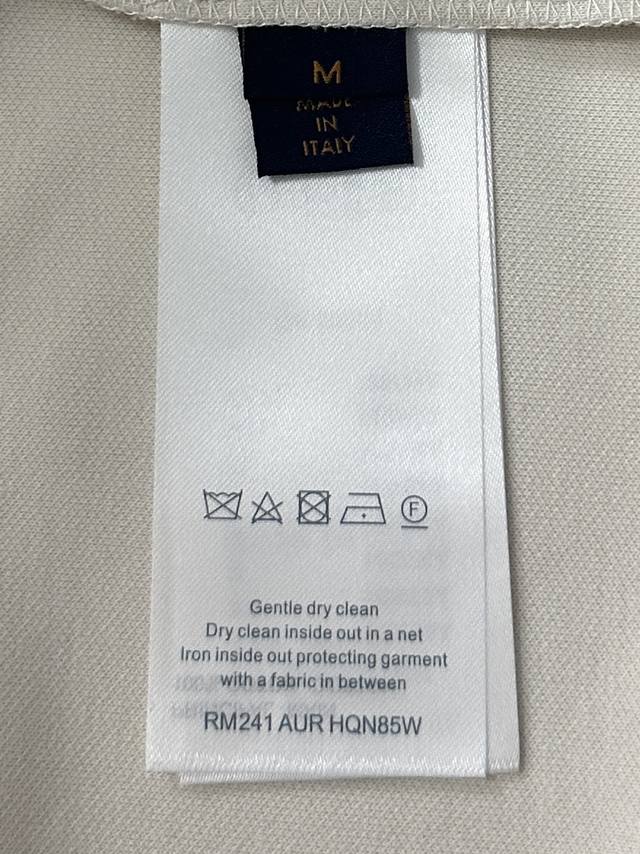 M
MADE
IN
ITALY
F
Gentle dry clean
Dry clean inside out in a net
Iron inside out protecting garment
with a fabric in between
RM241 AUR HQN85W